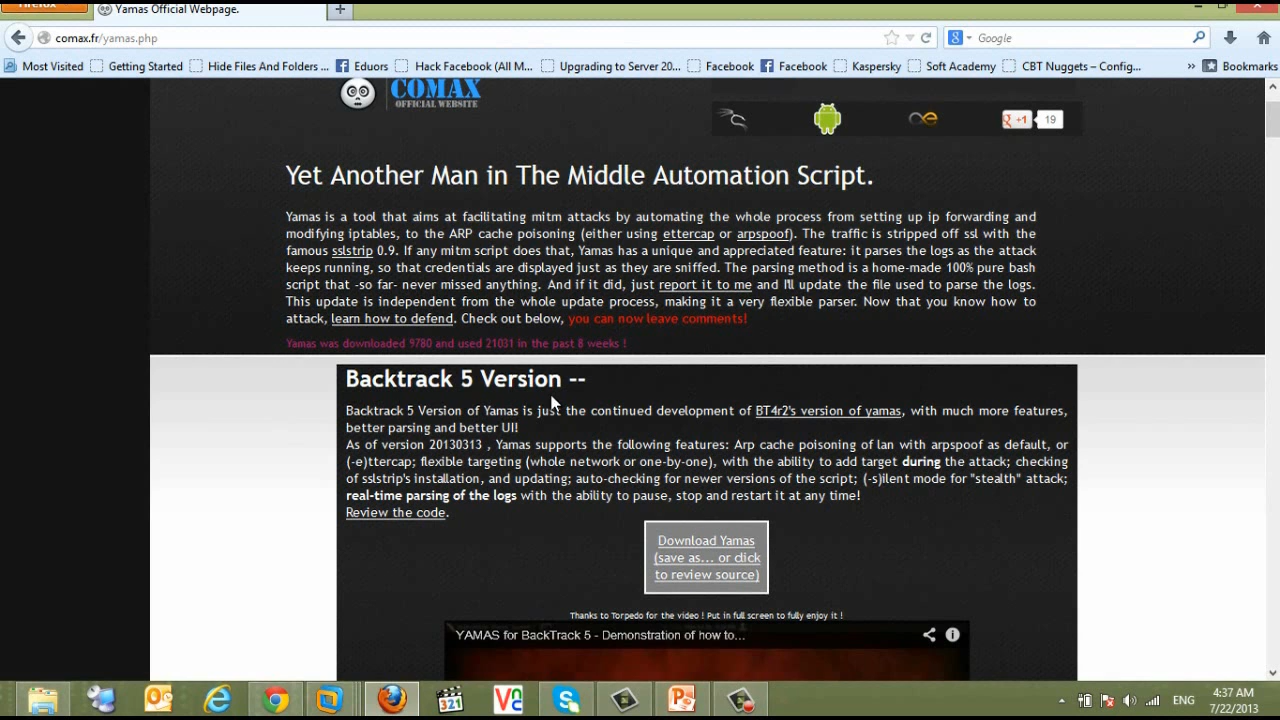 Firefox
Yamas Official Webpage.
comax.fr/yamas.php
Google
Most Visited
Getting Started
Hide Files And Folders ...
Eduors
Hack Facebook (All M...
Upgrading to Server 20...
Facebook
Facebook
Kaspersky
Soft Academy
CBT Nuggets – Config...
Bookmarks
COMAX
OFFICIAL WEBSITE
+1
19
Yet Another Man in The Middle Automation Script.
Yamas is a tool that aims at facilitating mitm attacks by automating the whole process from setting up ip forwarding and
modifying iptables, to the ARP cache poisoning (either using ettercap or arpspoof). The traffic is stripped off ssl with the
famous sslstrip 0.9. If any mitm script does that, Yamas has a unique and appreciated feature: it parses the logs as the attack
keeps running, so that credentials are displayed just as they are sniffed. The parsing method is a home-made 100% pure bash
script that -so far- never missed anything. And if it did, just report it to me and I'll update the file used to parse the logs.
This update is independent from the whole update process, making it a very flexible parser. Now that you know how to
attack, learn how to defend. Check out below, you can now leave comments!
Yamas was downloaded 9780 and used 21031 in the past 8 weeks !
Backtrack 5 Version --
Backtrack 5 Version of Yamas is just the continued development of BT4r2's version of yamas, with much more features,
better parsing and better UI!
As of version 20130313 , Yamas supports the following features: Arp cache poisoning of lan with arpspoof as default, or
(-e)ttercap; flexible targeting (whole network or one-by-one), with the ability to add target during the attack; checking
of sslstrip's installation, and updating; auto-checking for newer versions of the script; (-s)ilent mode for "stealth" attack;
real-time parsing of the logs with the ability to pause, stop and restart it at any time!
Review the code.
Download Yamas
(save as... or click
to review source)
Thanks to Torpedo for the video ! Put in full screen to fully enjoy it !
YAMAS for BackTrack 5 - Demonstration of how to...
321
VNC
ENG
4:37 AM
7/22/2013